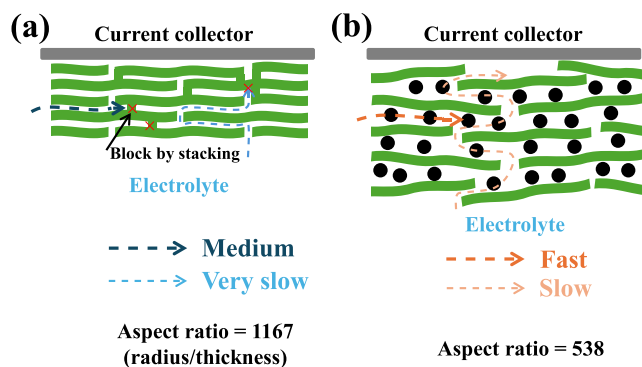 (a)
Current collector
Block by stacking
Electrolyte
Medium
Very slow
Aspect ratio = 1167
(radius/thickness)
(b)
Current collector
Electrolyte
Fast
Slow
Aspect ratio = 538